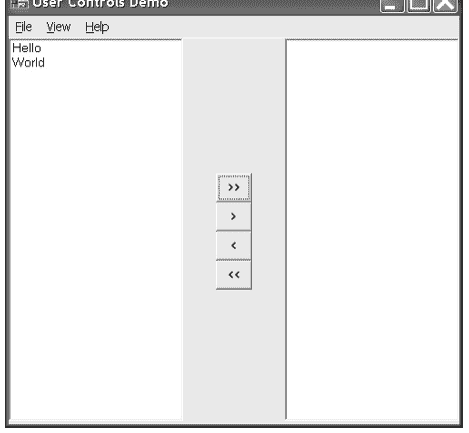 User Controls Demo
File View Help
Hello
World
>>
>
<
<<